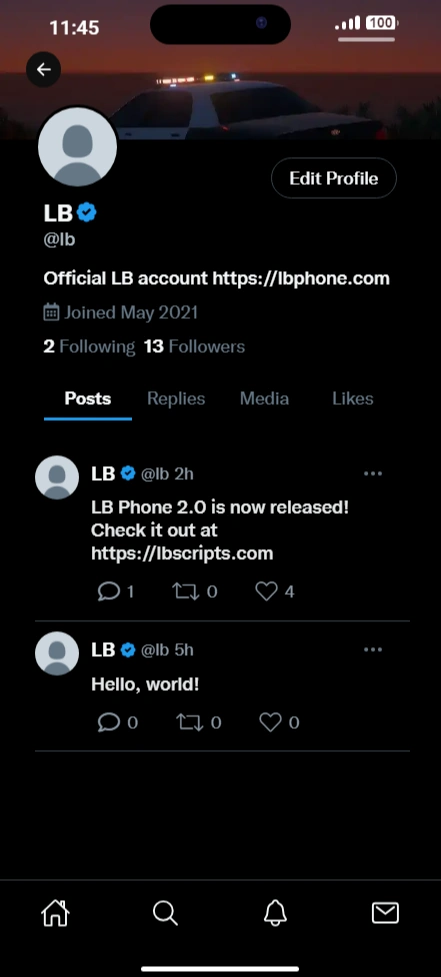 11:45
100
Edit Profile
LB
@lb
Official LB account https://lbphone.com
Joined May 2021
2 Following 13 Followers
Posts Replies Media Likes
LB @lb 2h
LB Phone 2.0 is now released!
Check it out at
https://lbscripts.com
1 0 4
LB @lb 5h
Hello, world!
0 0 0